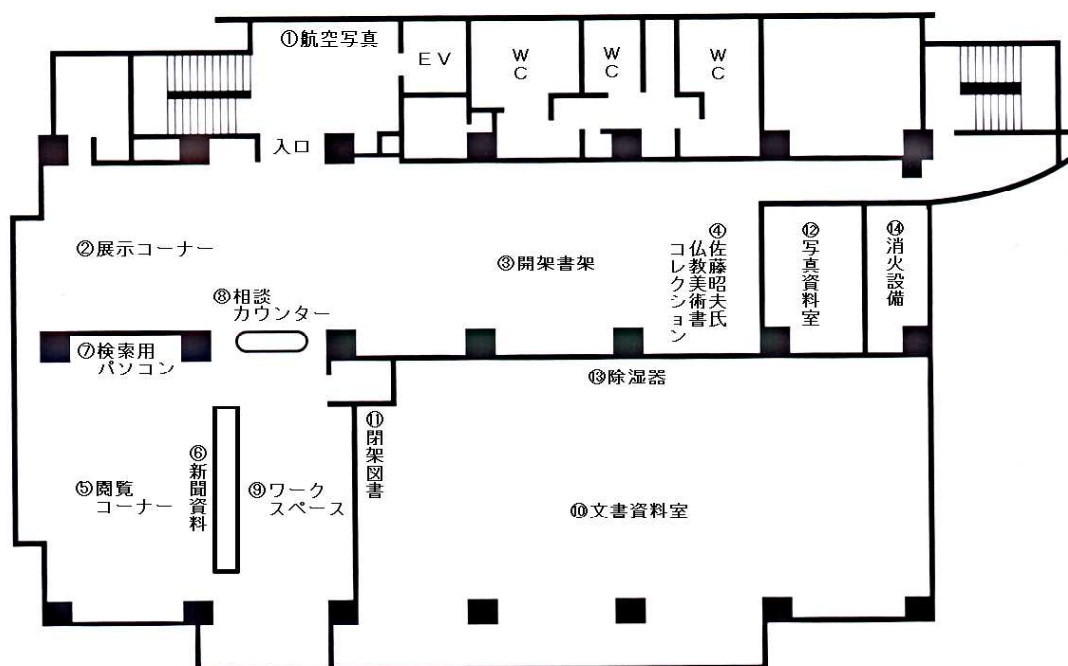 ①航空写真
EV
WC
WC
WC
入口
②展示コーナー
③開架書架
④佐藤昭夫氏
仏教美術書
コレクション
⑫写真資料室
⑭消火設備
⑧相談
カウンター
⑦検索用
パソコン
⑬除湿器
⑪閉架図書
⑥新聞資料
⑤閲覧
コーナー
⑨ワーク
スペース
⑩文書資料室